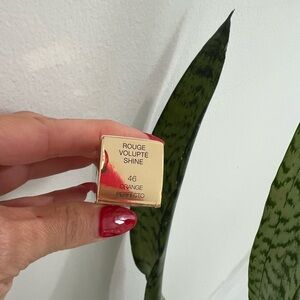 ROUGE
VOLUPTÉ
SHINE
46
ORANGE
PERFECTO